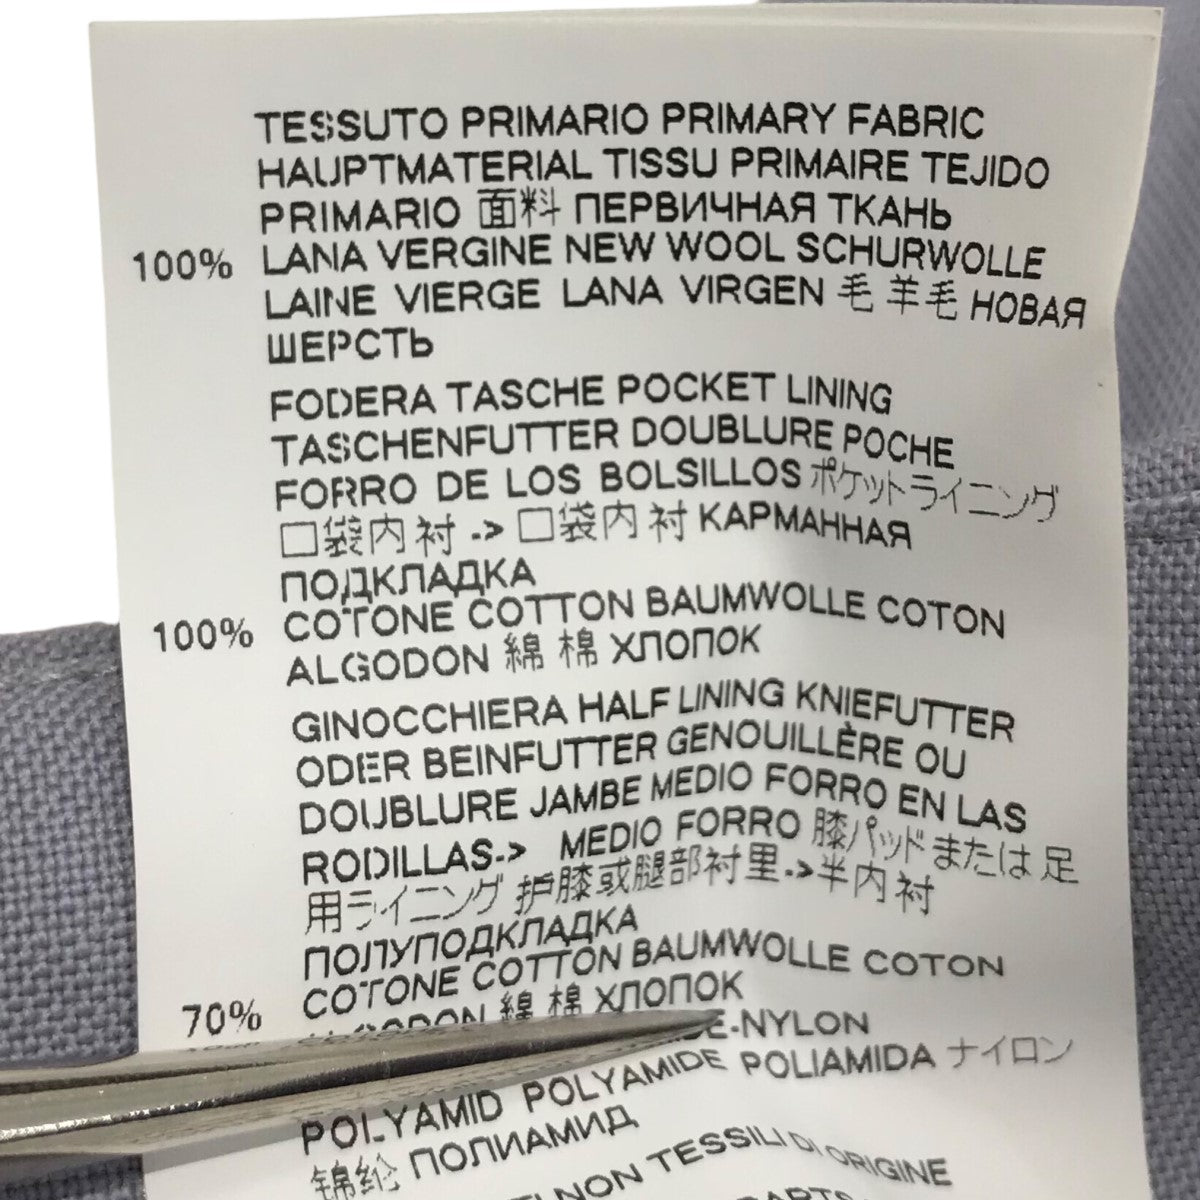 TESSUTO PRIMARIO PRIMARY FABRIC
HAUPTMATERIAL TISSU PRIMAIRE TEJIDO
PRIMARIO 面料 ПЕРВИЧНАЯ ТКАНЬ
100% LANA VERGINE NEW WOOL SCHURWOLLE
LAINE VIERGE LANA VIRGEN 毛 羊毛 НОВАЯ
ШЕРСТЬ
FODERA TASCHE POCKET LINING
TASCHENFUTTER DOUBLURE POCHE
FORRO DE LOS BOLSILLOS ポケットライニング
口袋内衬 -> 口袋内衬 КАРМАННАЯ
ПОДКЛАДКА
100% COTONE COTTON BAUMWOLLE COTON
ALGODON 綿 棉 ХЛОПОК
GINOCCHIERA HALF LINING KNIEFUTTER
ODER BEINFUTTER GENOUILLÈRE OU
DOUBLURE JAMBE MEDIO FORRO EN LAS
RODILLAS-> MEDIO FORRO 膝パッドまたは足
用ライニング 护膝或腿部衬里->半内衬
ПОЛУПОДКЛАДКА
70% COTONE COTTON BAUMWOLLE COTON
ALGODON 綿 棉 ХЛОПОК
-NYLON
POLYAMID POLYAMIDE POLIAMIDA ナイロン
锦纶 ПОЛИАМИД
NON TESSILI DI ORIGINE